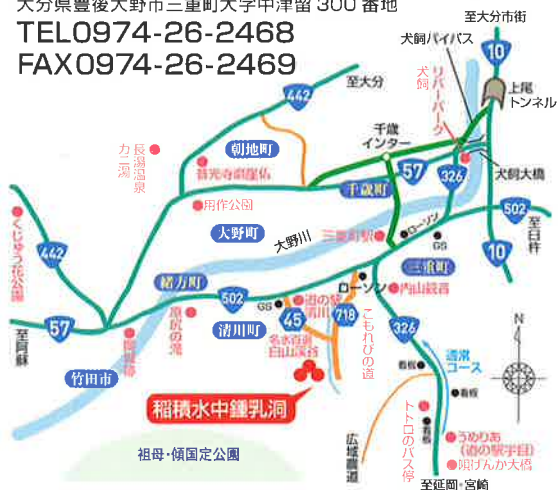 大分県豊後大野市三重町大字中津留300番地
TEL0974-26-2468
FAX0974-26-2469
至大分市街
犬飼バイパス
10
上尾
トンネル
リバーパーク
犬飼
至大分
442
朝地町
長湯温泉
カニ湯
普光寺磨崖仏
千歳
インター
57
326
犬飼大橋
千歳町
用作公園
502
至臼杵
大野町
大野川
三重町駅
ローソン
GS
10
くじゅう花公園
442
緒方町
三重町
ローソン
内山観音
502
GS
道の駅
清川
718
45
清川町
原尻の滝
57
至阿蘇
岡城跡
名水百選
白山渓谷
こもれびの道
326
通常
コース
看板
看板
看板
N
竹田市
稲積水中鍾乳洞
トトロのバス停
うめりあ
(道の駅宇目)
唄げんか大橋
祖母・傾国定公園
広域農道
至延岡・宮崎